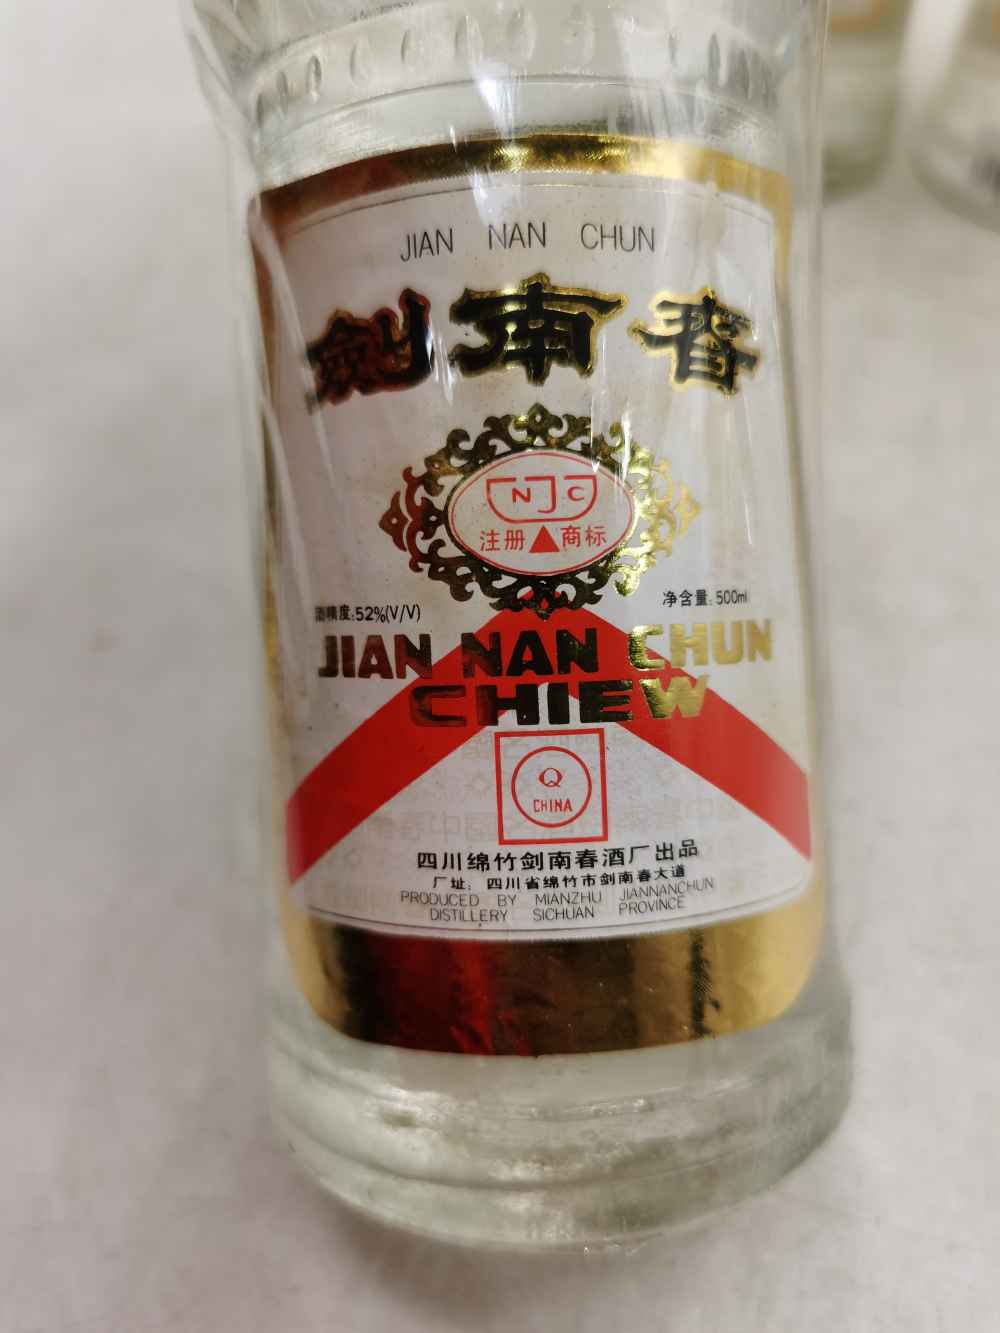 JIAN NAN CHUN
劍南春
NJC
注册 商标
酒精度:52%(V/V)
净含量:500ml
JIAN NAN CHUN
CHIEW
Q
CHINA
四川绵竹剑南春酒厂出品
厂址:四川省绵竹市剑南春大道
PRODUCED BY MIANZHU JIANNANCHUN
DISTILLERY SICHUAN PROVINCE